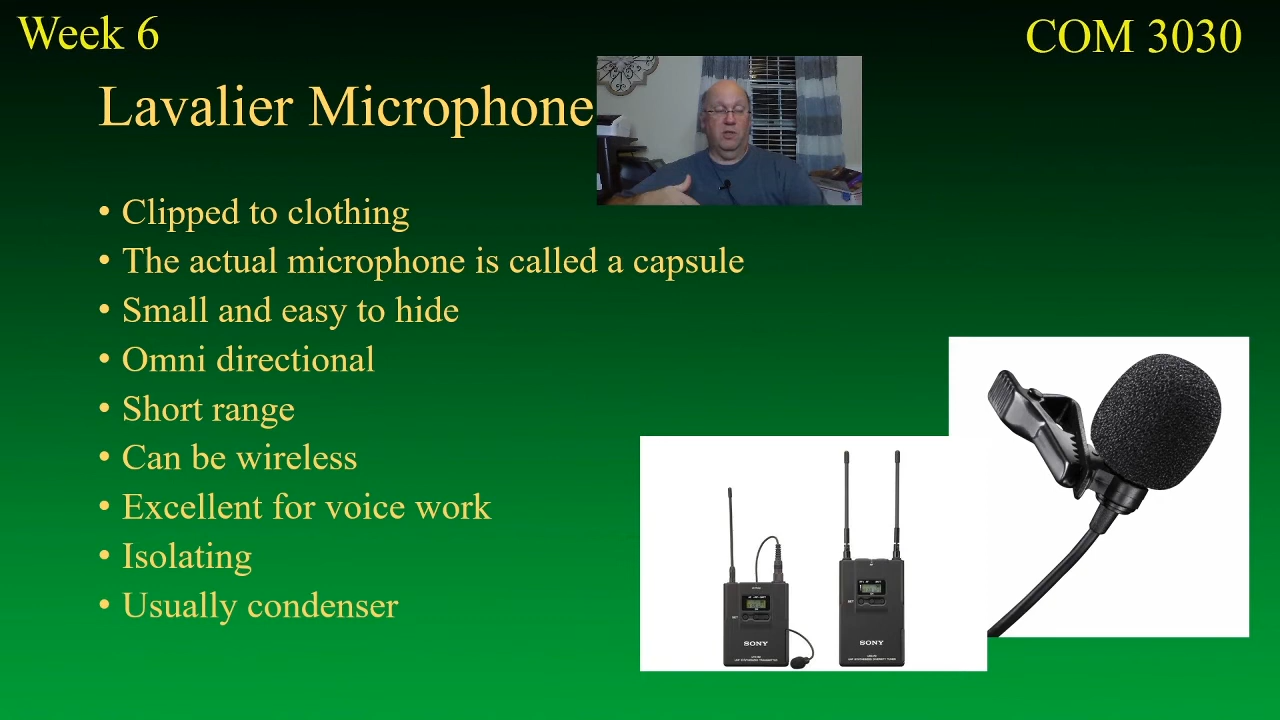 Week 6
COM 3030
Lavalier Microphone
• Clipped to clothing
• The actual microphone is called a capsule
• Small and easy to hide
• Omni directional
• Short range
• Can be wireless
• Excellent for voice work
• Isolating
• Usually condenser
SONY
SONY